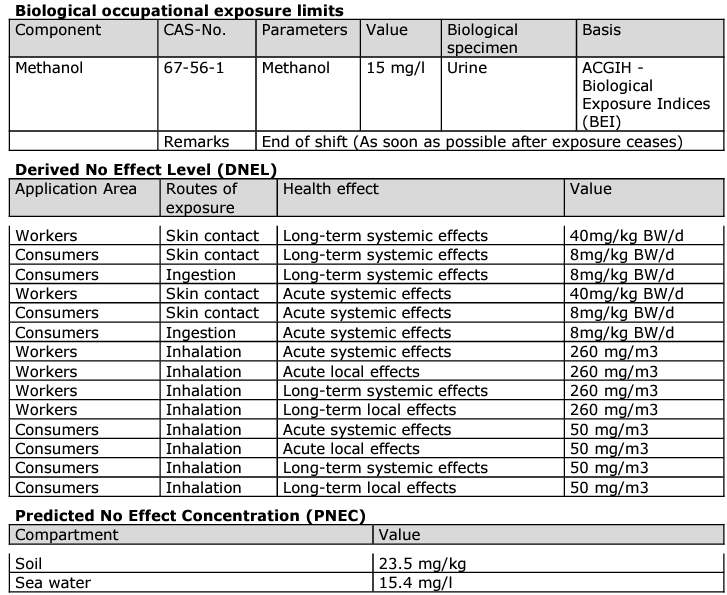 Biological occupational exposure limits
Component CAS-No. Parameters Value Biological specimen Basis
Methanol 67-56-1 Methanol 15 mg/l Urine ACGIH - Biological Exposure Indices (BEI)
Remarks End of shift (As soon as possible after exposure ceases)
Derived No Effect Level (DNEL)
Application Area Routes of exposure Health effect Value
Workers Skin contact Long-term systemic effects 40mg/kg BW/d
Consumers Skin contact Long-term systemic effects 8mg/kg BW/d
Consumers Ingestion Long-term systemic effects 8mg/kg BW/d
Workers Skin contact Acute systemic effects 40mg/kg BW/d
Consumers Skin contact Acute systemic effects 8mg/kg BW/d
Consumers Ingestion Acute systemic effects 8mg/kg BW/d
Workers Inhalation Acute systemic effects 260 mg/m3
Workers Inhalation Acute local effects 260 mg/m3
Workers Inhalation Long-term systemic effects 260 mg/m3
Workers Inhalation Long-term local effects 260 mg/m3
Consumers Inhalation Acute systemic effects 50 mg/m3
Consumers Inhalation Acute local effects 50 mg/m3
Consumers Inhalation Long-term systemic effects 50 mg/m3
Consumers Inhalation Long-term local effects 50 mg/m3
Predicted No Effect Concentration (PNEC)
Compartment Value
Soil 23.5 mg/kg
Sea water 15.4 mg/l